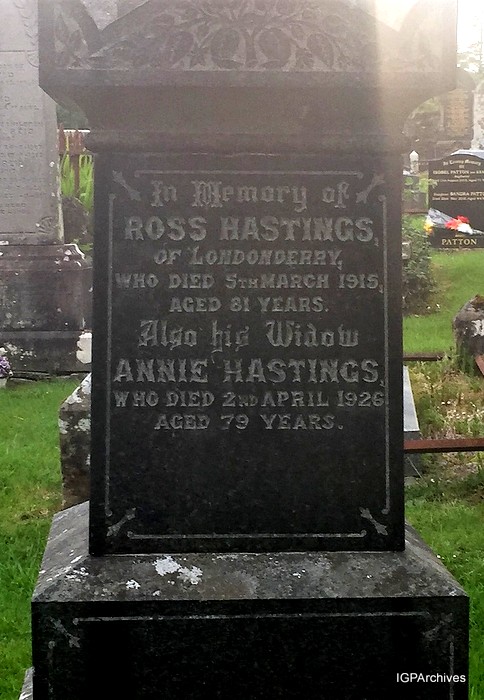 In Memory of
ROSS HASTINGS,
OF LONDONDERRY,
WHO DIED 5TH MARCH 1915,
AGED 81 YEARS.
Also his Widow
ANNIE HASTINGS,
WHO DIED 2ND APRIL 1926
AGED 79 YEARS.
PATTON
IGPArchives